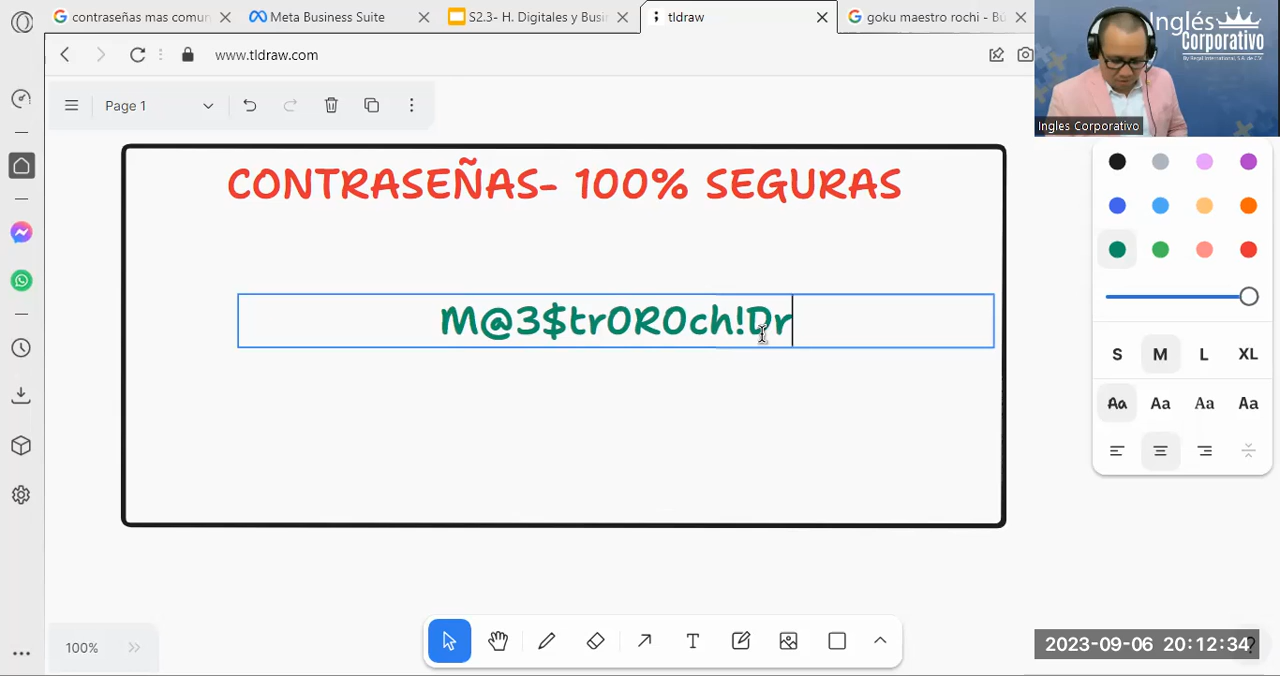 contraseñas mas comun
Meta Business Suite
S2.3- H. Digitales y Busi
tldraw
goku maestro rochi - Bú
www.tldraw.com
Page 1
Inglés
Corporativo
Ingles Corporativo
CONTRASEÑAS- 100% SEGURAS
M@3$tr0R0ch!Dr
S M L XL
Aa Aa Aa Aa
100%
2023-09-06 20:12:34